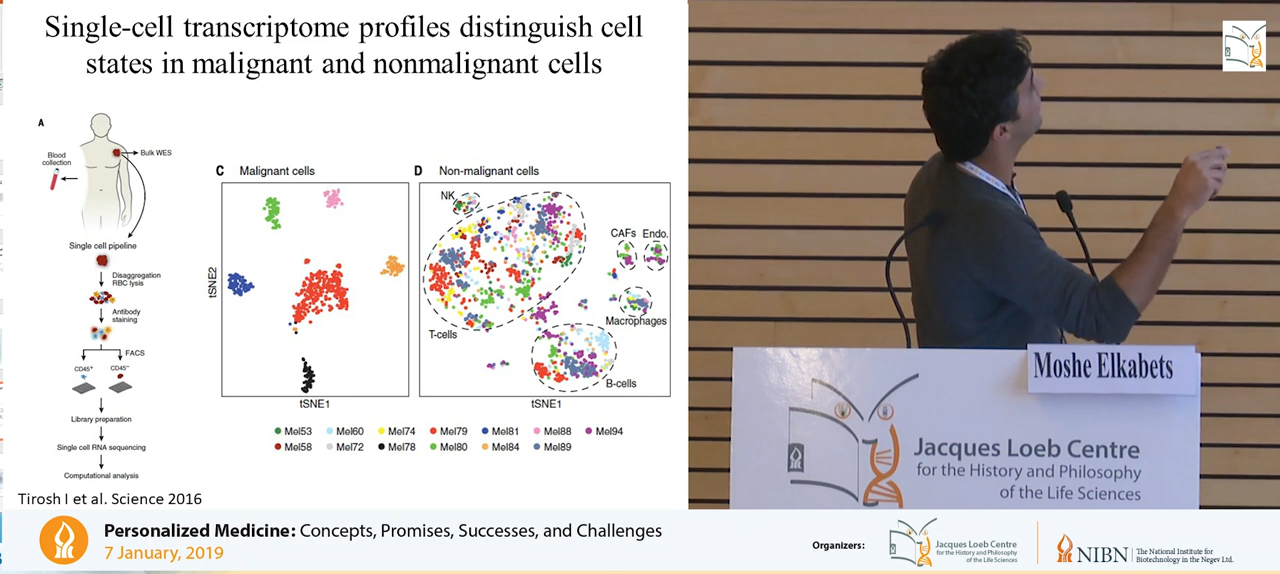 Single-cell transcriptome profiles distinguish cell
states in malignant and nonmalignant cells
A
Blood
collection
Bulk WES
Single cell pipeline
Disaggregation
RBC lysis
Antibody
staining
FACS
CD45+
CD45−
Library preparation
Single cell RNA sequencing
Computational analysis
C Malignant cells
tSNE2
tSNE1
D Non-malignant cells
NK
CAFs Endo.
Macrophages
T-cells
B-cells
tSNE1
Mel53 Mel60 Mel74 Mel79 Mel81 Mel88 Mel94
Mel58 Mel72 Mel78 Mel80 Mel84 Mel89
Tirosh I et al. Science 2016
Moshe Elkabets
Jacques Loeb Centre
for the History and Philosophy
of the Life Sciences
Personalized Medicine: Concepts, Promises, Successes, and Challenges
7 January, 2019
Organizers:
Jacques Loeb Centre
for the History and Philosophy
of the Life Sciences
NIBN
The National Institute for
Biotechnology in the Negev Ltd.